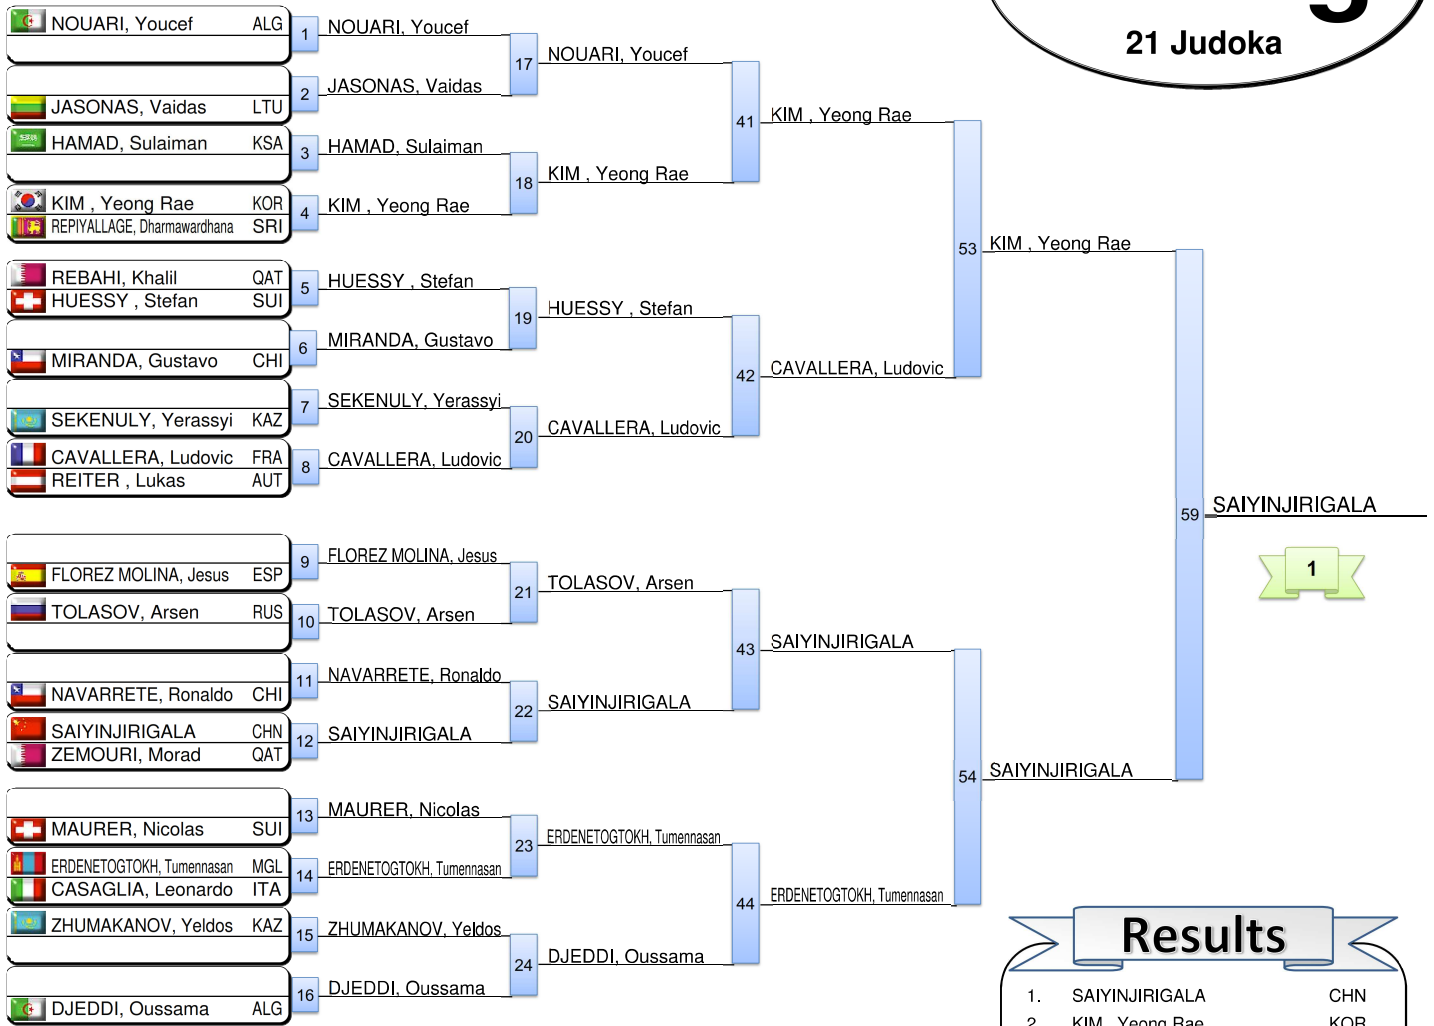 21 Judoka
NOUARI, Youcef ALG
1
NOUARI, Youcef
17
NOUARI, Youcef
JASONAS, Vaidas LTU
2
JASONAS, Vaidas
41
KIM , Yeong Rae
HAMAD, Sulaiman KSA
3
HAMAD, Sulaiman
18
KIM , Yeong Rae
KIM , Yeong Rae KOR
REPIYALLAGE, Dharmawardhana SRI
4
KIM , Yeong Rae
53
KIM , Yeong Rae
REBAHI, Khalil QAT
HUESSY , Stefan SUI
5
HUESSY , Stefan
19
HUESSY , Stefan
MIRANDA, Gustavo CHI
6
MIRANDA, Gustavo
42
CAVALLERA, Ludovic
SEKENULY, Yerassyi KAZ
7
SEKENULY, Yerassyi
20
CAVALLERA, Ludovic
CAVALLERA, Ludovic FRA
REITER , Lukas AUT
8
CAVALLERA, Ludovic
59
SAIYINJIRIGALA
1
FLOREZ MOLINA, Jesus ESP
9
FLOREZ MOLINA, Jesus
21
TOLASOV, Arsen
TOLASOV, Arsen RUS
10
TOLASOV, Arsen
43
SAIYINJIRIGALA
NAVARRETE, Ronaldo CHI
11
NAVARRETE, Ronaldo
22
SAIYINJIRIGALA
SAIYINJIRIGALA CHN
ZEMOURI, Morad QAT
12
SAIYINJIRIGALA
54
SAIYINJIRIGALA
MAURER, Nicolas SUI
13
MAURER, Nicolas
23
ERDENETOGTOKH, Tumennasan
ERDENETOGTOKH, Tumennasan MGL
CASAGLIA, Leonardo ITA
14
ERDENETOGTOKH, Tumennasan
44
ERDENETOGTOKH, Tumennasan
ZHUMAKANOV, Yeldos KAZ
15
ZHUMAKANOV, Yeldos
24
DJEDDI, Oussama
DJEDDI, Oussama ALG
16
DJEDDI, Oussama
Results
1. SAIYINJIRIGALA CHN
2. KIM , Yeong Rae KOR